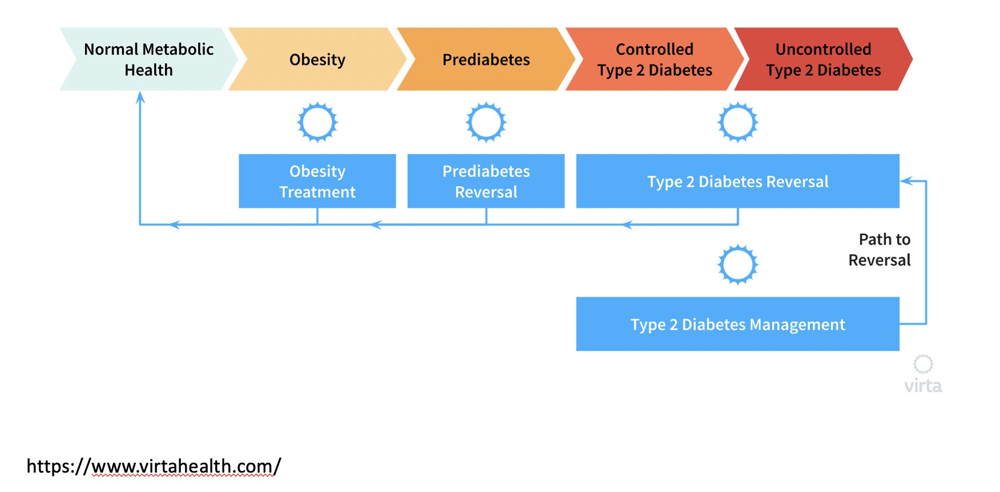 Normal Metabolic
Health
Obesity
Prediabetes
Controlled
Type 2 Diabetes
Uncontrolled
Type 2 Diabetes
Obesity
Treatment
Prediabetes
Reversal
Type 2 Diabetes Reversal
Path to
Reversal
Type 2 Diabetes Management
virta
https://www.virtahealth.com/